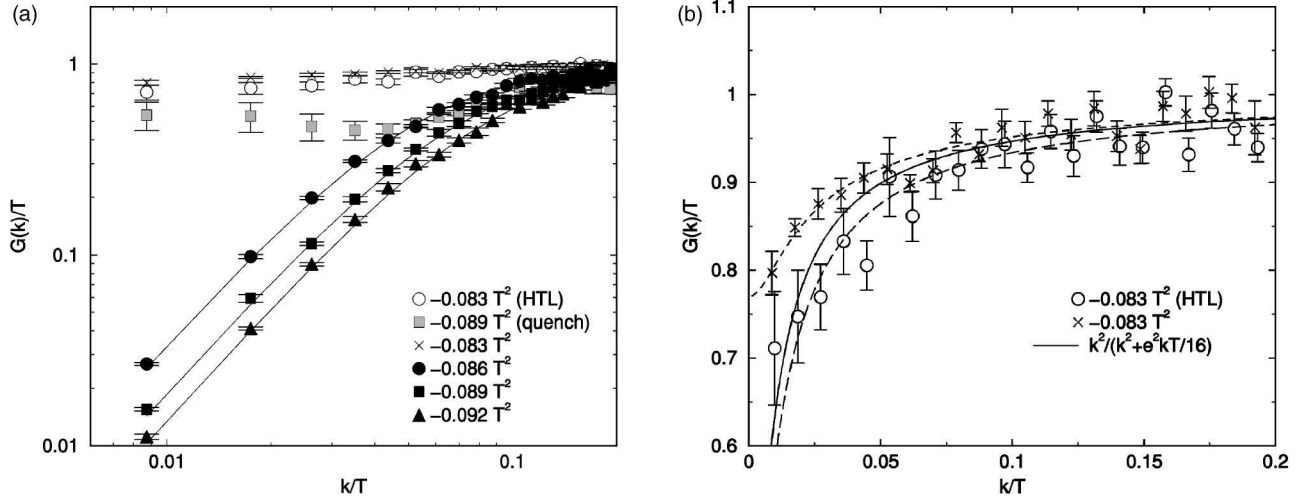 (a)
1
0.1
0.01
G(k)/T
0.01
0.1
k/T
−0.083 T² (HTL)
−0.089 T² (quench)
−0.083 T²
−0.086 T²
−0.089 T²
−0.092 T²
(b)
1.1
1
0.9
0.8
0.7
0.6
G(k)/T
0
0.05
0.1
0.15
0.2
k/T
−0.083 T² (HTL)
−0.083 T²
k²/(k²+e²kT/16)